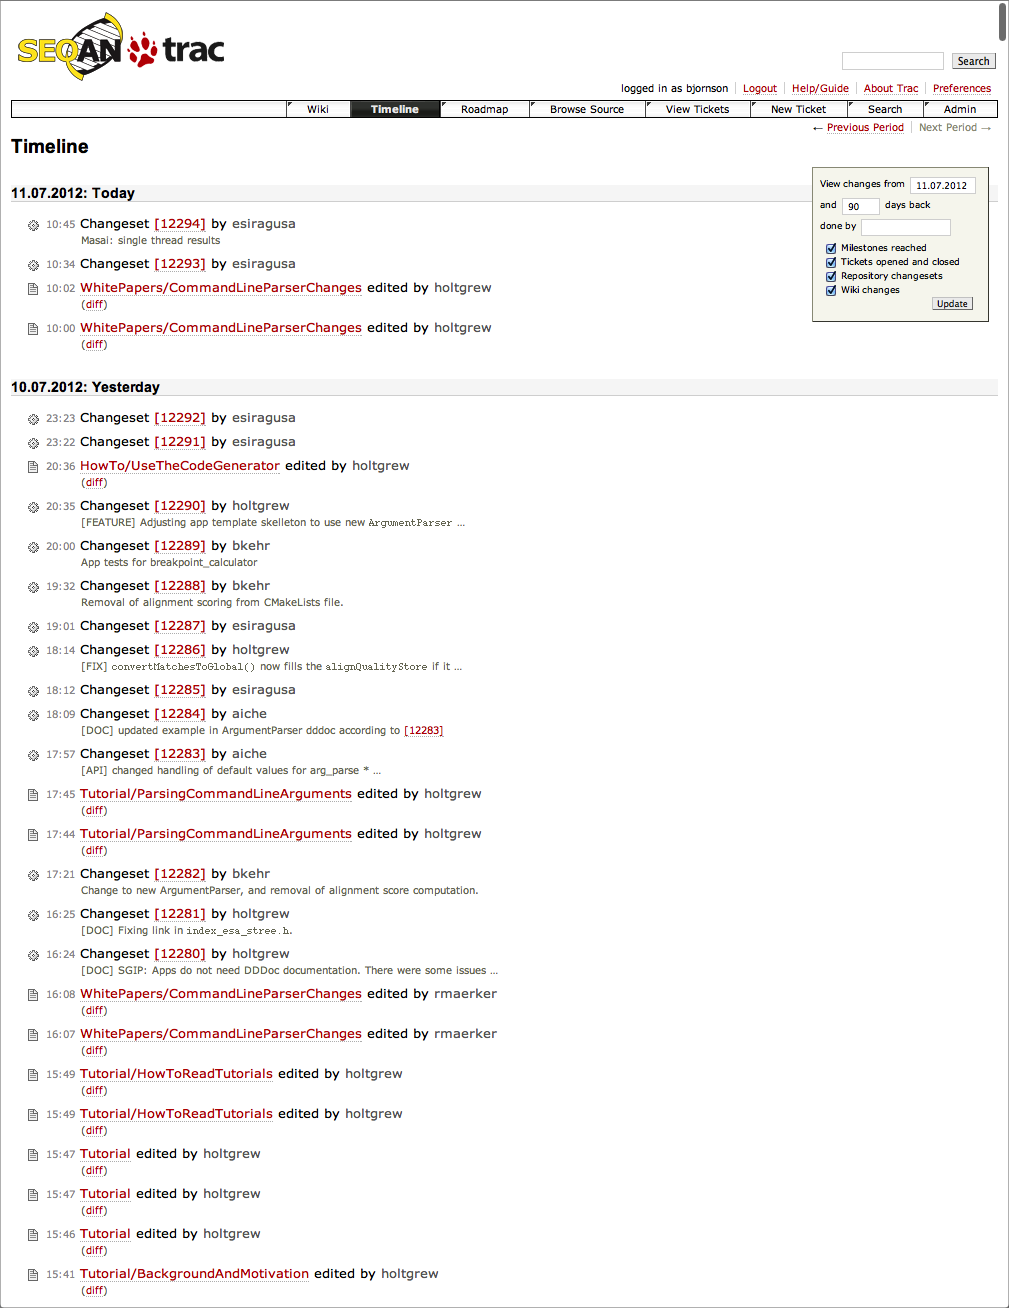 SEQAN trac
Search
logged in as bjornson Logout Help/Guide About Trac Preferences
Wiki Timeline Roadmap Browse Source View Tickets New Ticket Search Admin
← Previous Period Next Period →
Timeline
View changes from 11.07.2012
and 90 days back
done by
Milestones reached
Tickets opened and closed
Repository changesets
Wiki changes
Update
11.07.2012: Today
10:45 Changeset [12294] by esiragusa
Masai: single thread results
10:34 Changeset [12293] by esiragusa
10:02 WhitePapers/CommandLineParserChanges edited by holtgrew
(diff)
10:00 WhitePapers/CommandLineParserChanges edited by holtgrew
(diff)
10.07.2012: Yesterday
23:23 Changeset [12292] by esiragusa
23:22 Changeset [12291] by esiragusa
20:36 HowTo/UseTheCodeGenerator edited by holtgrew
(diff)
20:35 Changeset [12290] by holtgrew
[FEATURE] Adjusting app template skelleton to use new ArgumentParser ...
20:00 Changeset [12289] by bkehr
App tests for breakpoint_calculator
19:32 Changeset [12288] by bkehr
Removal of alignment scoring from CMakeLists file.
19:01 Changeset [12287] by esiragusa
18:14 Changeset [12286] by holtgrew
[FIX] convertMatchesToGlobal() now fills the alignQualityStore if it ...
18:12 Changeset [12285] by esiragusa
18:09 Changeset [12284] by aiche
[DOC] updated example in ArgumentParser dddoc according to [12283]
17:57 Changeset [12283] by aiche
[API] changed handling of default values for arg_parse * ...
17:45 Tutorial/ParsingCommandLineArguments edited by holtgrew
(diff)
17:44 Tutorial/ParsingCommandLineArguments edited by holtgrew
(diff)
17:21 Changeset [12282] by bkehr
Change to new ArgumentParser, and removal of alignment score computation.
16:25 Changeset [12281] by holtgrew
[DOC] Fixing link in index_esa_stree.h.
16:24 Changeset [12280] by holtgrew
[DOC] SGIP: Apps do not need DDDoc documentation. There were some issues ...
16:08 WhitePapers/CommandLineParserChanges edited by rmaerker
(diff)
16:07 WhitePapers/CommandLineParserChanges edited by rmaerker
(diff)
15:49 Tutorial/HowToReadTutorials edited by holtgrew
(diff)
15:49 Tutorial/HowToReadTutorials edited by holtgrew
(diff)
15:47 Tutorial edited by holtgrew
(diff)
15:47 Tutorial edited by holtgrew
(diff)
15:46 Tutorial edited by holtgrew
(diff)
15:41 Tutorial/BackgroundAndMotivation edited by holtgrew
(diff)